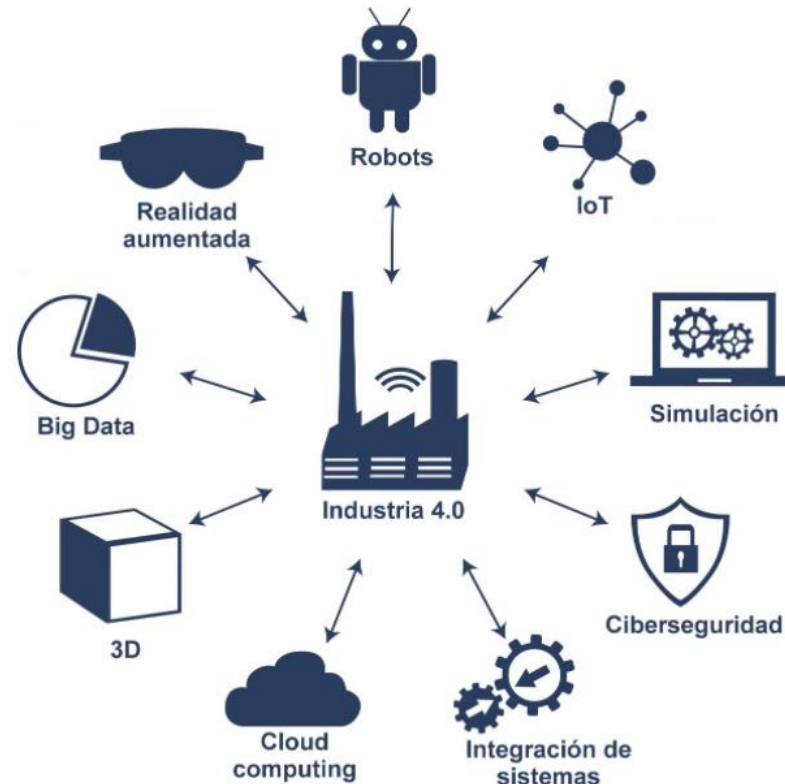 Robots
IoT
Realidad
aumentada
Simulación
Big Data
Industria 4.0
Ciberseguridad
3D
Cloud
computing
Integración de
sistemas